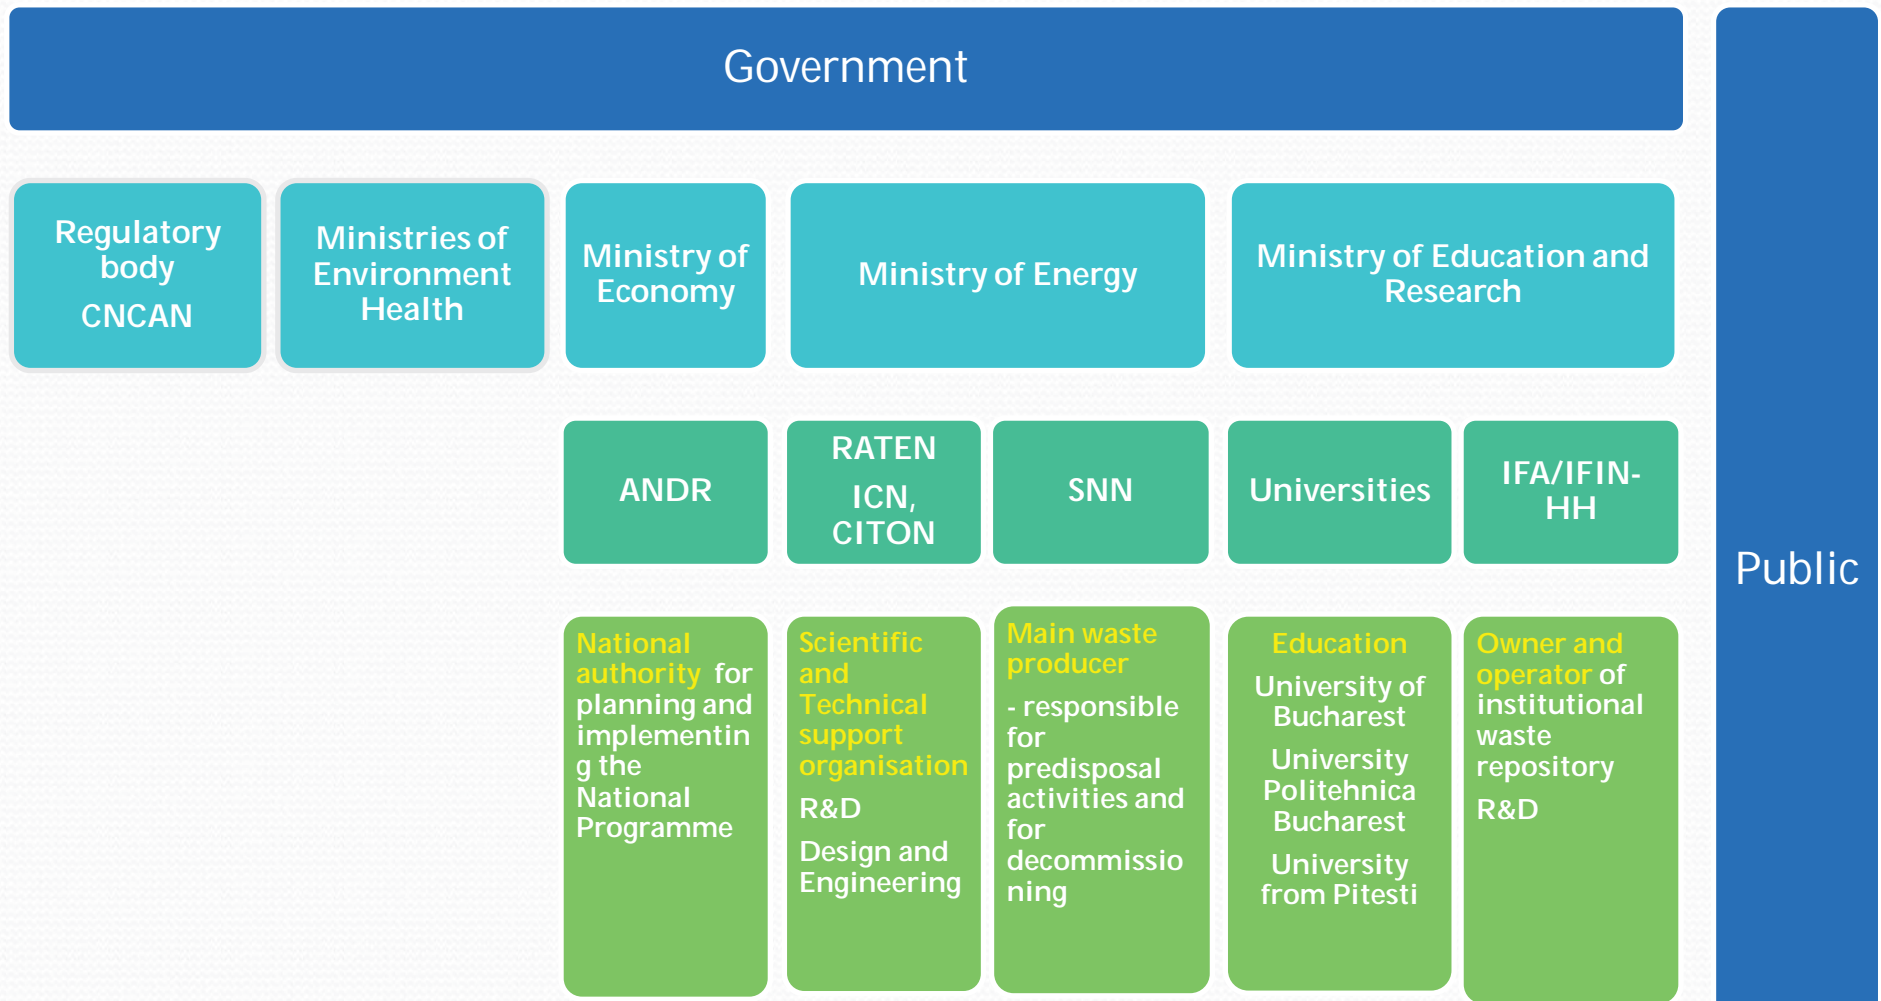 Government
Regulatory
body
CNCAN
Ministries of
Environment
Health
Ministry of
Economy
Ministry of Energy
Ministry of Education and
Research
ANDR
RATEN
ICN,
CITON
SNN
Universities
IFA/IFIN-
HH
National
authority for
planning and
implementin
g the
National
Programme
Scientific
and
Technical
support
organisation
R&D
Design and
Engineering
Main waste
producer
- responsible
for
predisposal
activities and
for
decommissio
ning
Education
University of
Bucharest
University
Politehnica
Bucharest
University
from Pitesti
Owner and
operator of
institutional
waste
repository
R&D
Public